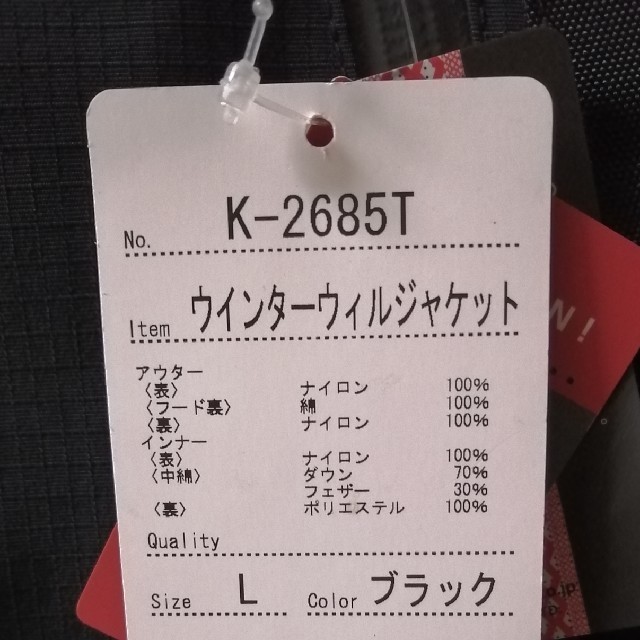 No. K-2685T
Item ウインターウィルジャケット
アウター
〈表〉 ナイロン 100%
〈フード裏〉 綿 100%
〈裏〉 ナイロン 100%
インナー
〈表〉 ナイロン 100%
〈中綿〉 ダウン 70%
フェザー 30%
〈裏〉 ポリエステル 100%
Quality
Size L Color ブラック
N!
.jp